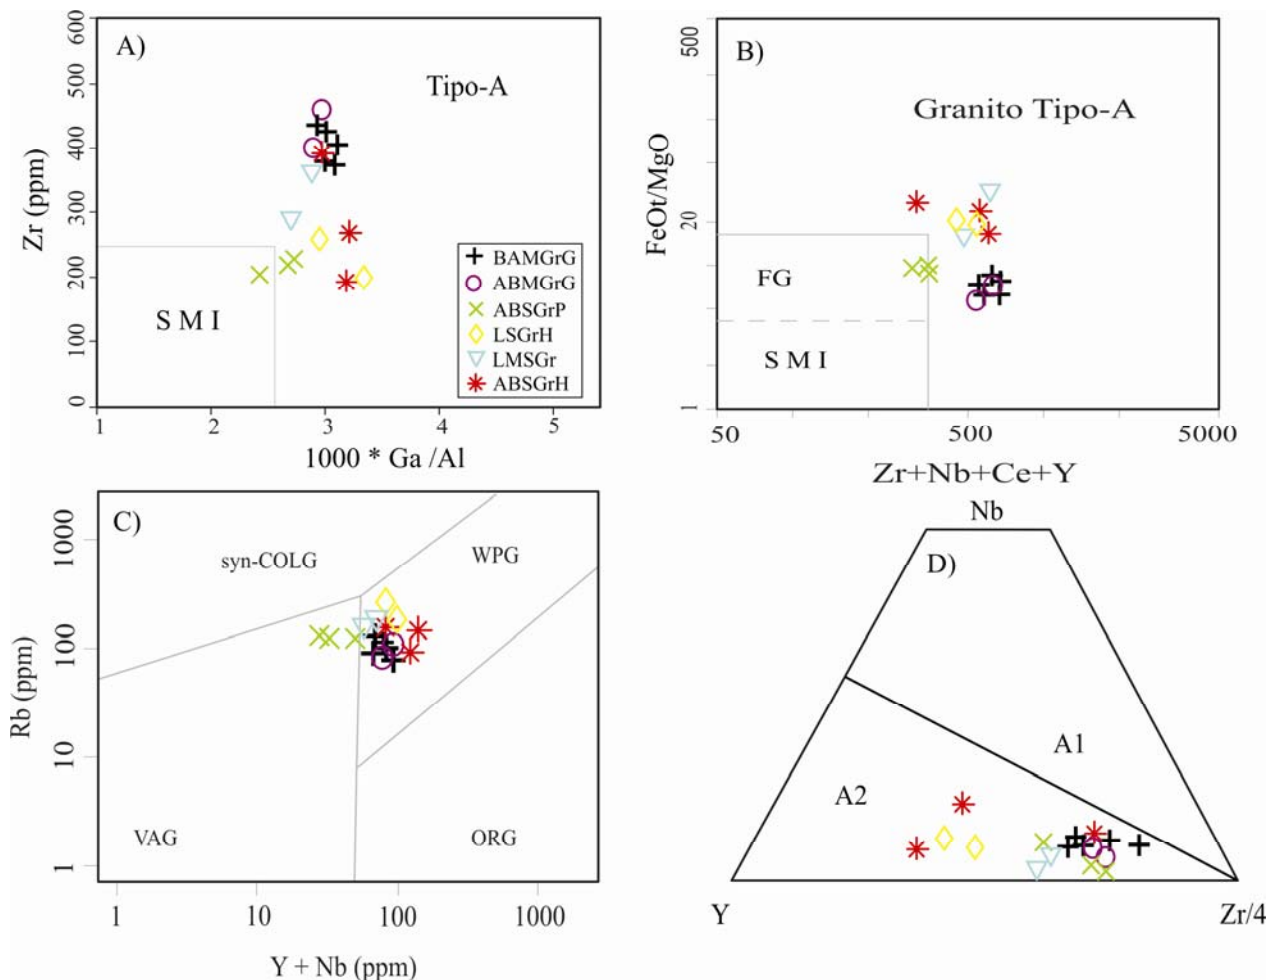 A)
Tipo-A
S M I
600
500
400
300
200
100
0
Zr (ppm)
1
2
3
4
5
1000 * Ga /Al
BAMGrG
ABMGrG
ABSGrP
LSGrH
LMSGr
ABSGrH
B)
Granito Tipo-A
FG
S M I
500
20
1
FeOt/MgO
50
500
5000
Zr+Nb+Ce+Y
C)
syn-COLG
WPG
VAG
ORG
1000
100
10
1
Rb (ppm)
1
10
100
1000
Y + Nb (ppm)
Nb
D)
A1
A2
Y
Zr/4